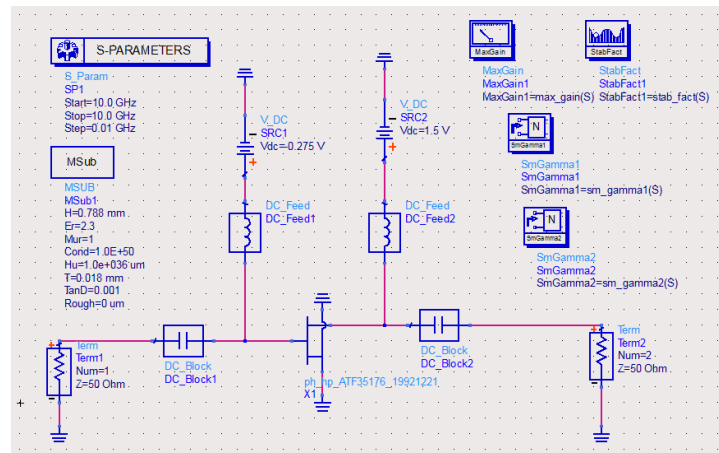 S-PARAMETERS
S_Param
SP1
Start=10.0 GHz
Stop=10.0 GHz
Step=0.01 GHz
MSub
MSUB
MSub1
H=0.788 mm
Er=2.3
Mur=1
Cond=1.0E+50
Hu=1.0e+036 um
T=0.018 mm
TanD=0.001
Rough=0 um
V_DC
SRC1
Vdc=-0.275 V
V_DC
SRC2
Vdc=1.5 V
DC_Feed
DC_Feed1
DC_Feed
DC_Feed2
MaxGain
MaxGain
MaxGain1
MaxGain1=max_gain(S)
StabFact
StabFact
StabFact1
StabFact1=stab_fact(S)
N
SmGamma1
SmGamma1
SmGamma1
SmGamma1=sm_gamma1(S)
N
SmGamma2
SmGamma2
SmGamma2
SmGamma2=sm_gamma2(S)
Term
Term1
Num=1
Z=50 Ohm
DC_Block
DC_Block1
ph_hp_ATF35176_19921221
X1
DC_Block
DC_Block2
Term
Term2
Num=2
Z=50 Ohm